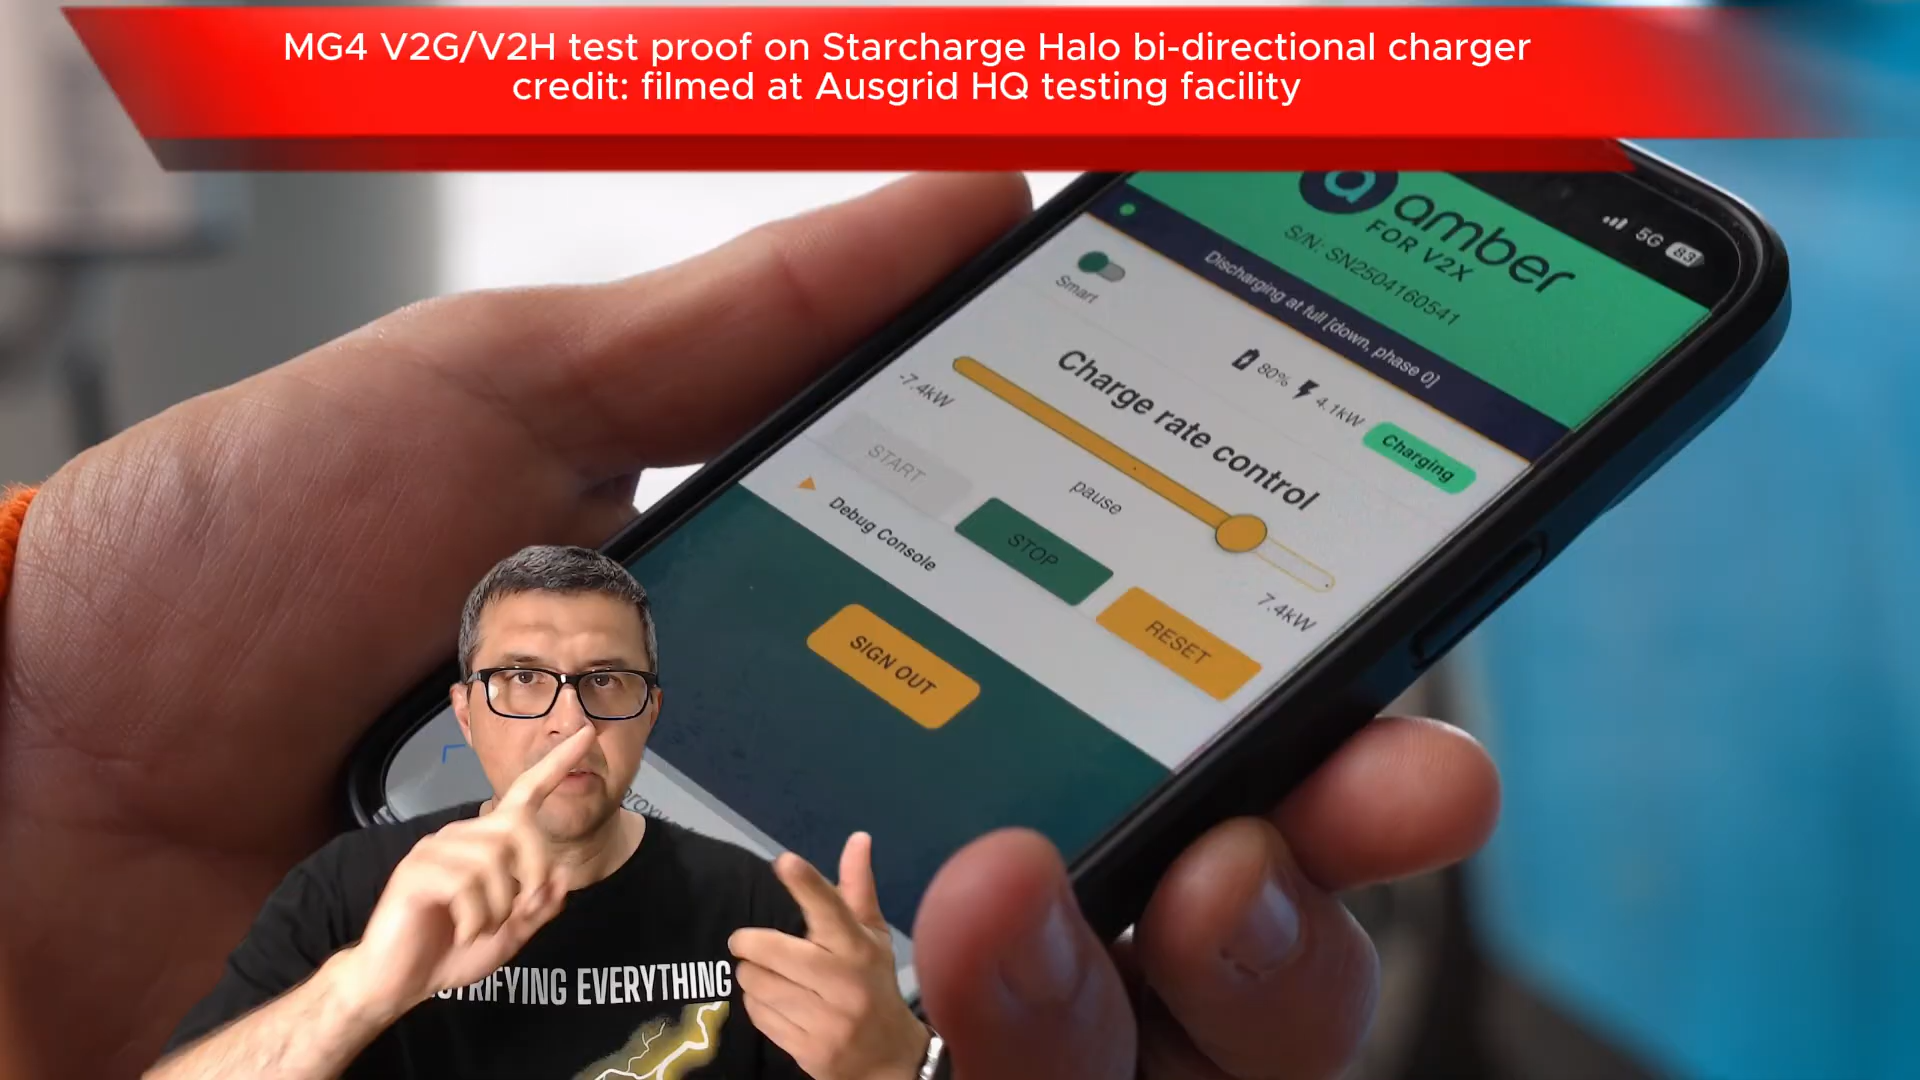 MG4 V2G/V2H test proof on Starcharge Halo bi-directional charger
credit: filmed at Ausgrid HQ testing facility
5G 83
amber
FOR V2X
S/N: SN2504160541
Discharging at full [down, phase 0]
Smart
80% 4.1kW Charging
Charge rate control
-7.4kW
pause
7.4kW
START
STOP
RESET
Debug Console
SIGN OUT
EVERYTHING